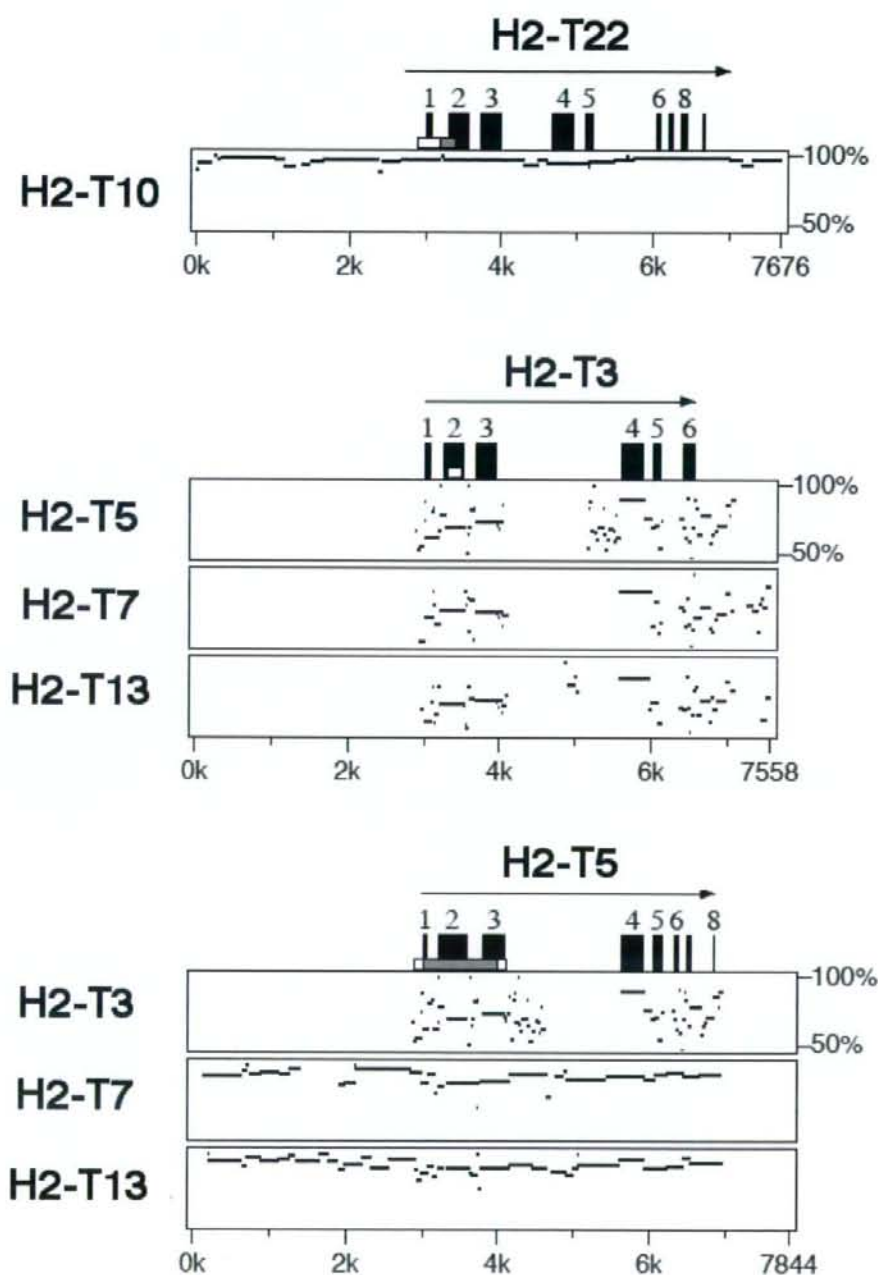 H2-T22
1 2 3 4 5 6 8
H2-T10
100%
50%
0k 2k 4k 6k 7676
H2-T3
1 2 3 4 5 6
H2-T5
100%
50%
H2-T7
H2-T13
0k 2k 4k 6k 7558
H2-T5
1 2 3 4 5 6 8
H2-T3
100%
50%
H2-T7
H2-T13
0k 2k 4k 6k 7844